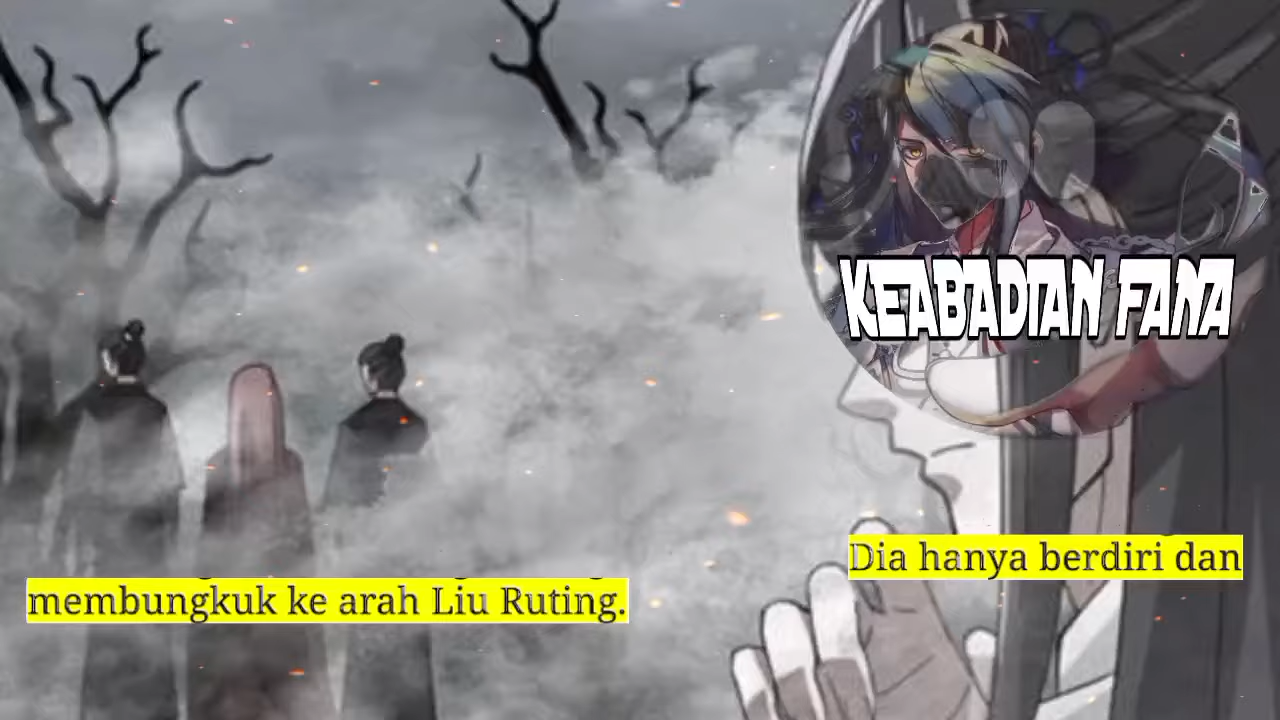 KEABADIAN FANA
Dia hanya berdiri dan
membungkuk ke arah Liu Ruting.